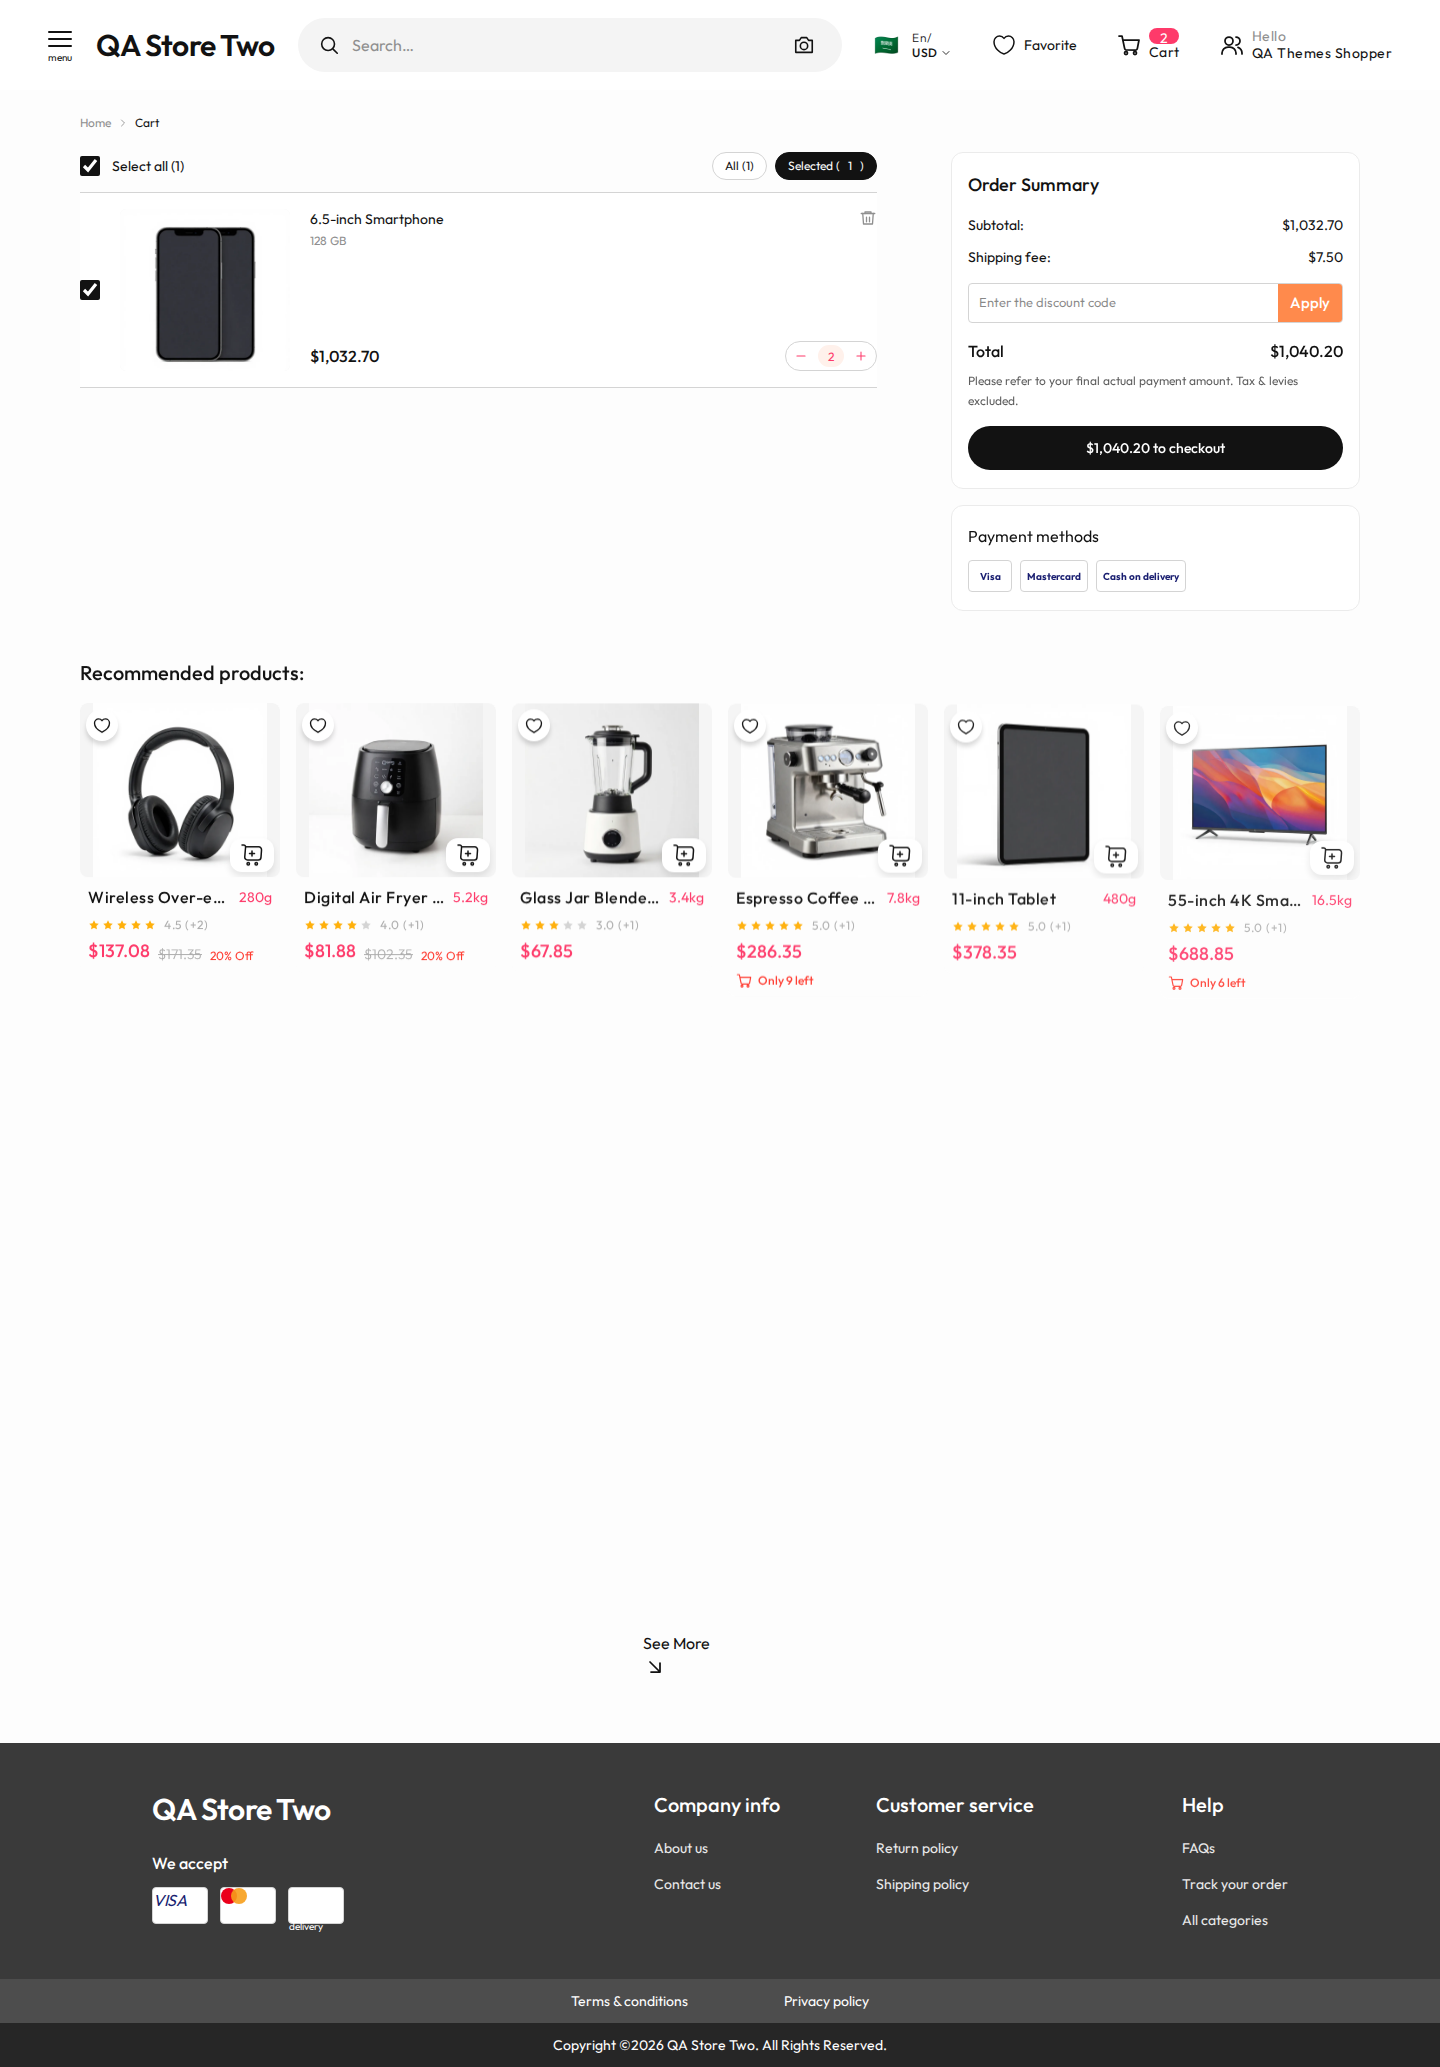 menu
QA Store Two
Search...
En/
USD
Favorite
2
Cart
Hello
QA Themes Shopper
Home
Cart
Select all (1)
All (1)
Selected ( 1 )
6.5-inch Smartphone
128 GB
$1,032.70
2
Order Summary
Subtotal: $1,032.70
Shipping fee: $7.50
Enter the discount code
Apply
Total $1,040.20
Please refer to your final actual payment amount. Tax & levies
excluded.
$1,040.20 to checkout
Payment methods
Visa
Mastercard
Cash on delivery
Recommended products:
Wireless Over-e... 280g
4.5 (+2)
$137.08 $171.35 20% Off
Digital Air Fryer ... 5.2kg
4.0 (+1)
$81.88 $102.35 20% Off
Glass Jar Blende... 3.4kg
3.0 (+1)
$67.85
Espresso Coffee ... 7.8kg
5.0 (+1)
$286.35
Only 9 left
11-inch Tablet 480g
5.0 (+1)
$378.35
55-inch 4K Sma... 16.5kg
5.0 (+1)
$688.85
Only 6 left
See More
QA Store Two
We accept
VISA
delivery
Company info
About us
Contact us
Customer service
Return policy
Shipping policy
Help
FAQs
Track your order
All categories
Terms & conditions
Privacy policy
Copyright ©2026 QA Store Two. All Rights Reserved.